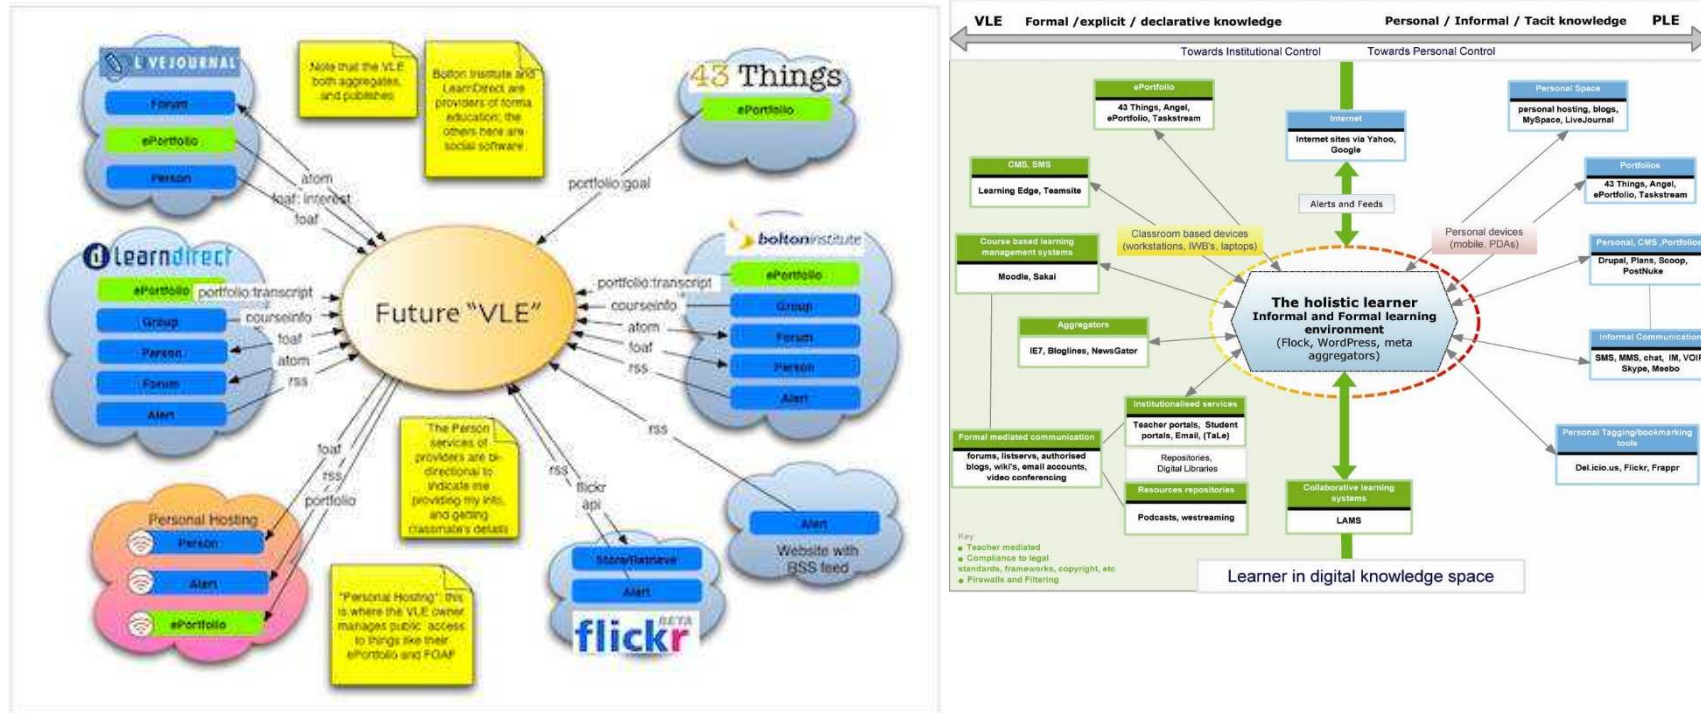 LIVEJOURNAL
Forum
ePortfolio
Person
atom
foaf: interest
foaf
Note that the VLE
both aggregates,
and publishes
Bolton Institute and
LearnDirect are
providers of forma
education; the
others here are
social software
43 Things
ePortfolio
portfolio:goal
learndirect
ePortfolio
Group
Person
Forum
Alert
portfolio:transcript
courseinfo
foaf
atom
rss
Future "VLE"
boltoninstitute
ePortfolio
Group
Forum
Person
Alert
portfolio:transcript
courseinfo
atom
foaf
rss
foaf
rss
portfolio
Personal Hosting
Person
Alert
ePortfolio
The Person
services of
providers are bi-
directional to
indicate me
providing my info,
and getting
classmate's details
"Personal Hosting": this
is where the VLE owner
manages public access
to things like their
ePortfolio and FOAF
rss
flickr
api
Store/Retrieve
Alert
flickr
BETA
rss
Alert
Website with
RSS feed
VLE Formal /explicit / declarative knowledge Personal / Informal / Tacit knowledge PLE
Towards Institutional Control Towards Personal Control
ePortfolio
43 Things, Angel,
ePortfolio, Taskstream
Internet
Internet sites via Yahoo,
Google
Personal Space
personal hosting, blogs,
MySpace, LiveJournal
CMS, SMS
Learning Edge, Teamsite
Portfolios
43 Things, Angel,
ePortfolio, Taskstream
Alerts and Feeds
Classroom based devices
(workstations, IWB's, laptops)
Personal devices
(mobile, PDAs)
Course based learning
management systems
Moodle, Sakai
Personal, CMS ,Portfolios
Drupal, Plans, Scoop,
PostNuke
The holistic learner
Informal and Formal learning
environment
(Flock, WordPress, meta
aggregators)
Aggregators
IE7, Bloglines, NewsGator
Informal Communication
SMS, MMS, chat, IM, VOIP
Skype, Meebo
Institutionalised services
Teacher portals, Student
portals, Email, (TaLe)
Formal mediated communication
forums, listservs, authorised
blogs, wiki's, email accounts,
video conferencing
Repositories,
Digital Libraries
Personal Tagging/bookmarking
tools
Del.icio.us, Flickr, Frappr
Resources repositories
Podcasts, westreaming
Collaborative learning
systems
LAMS
Key
Teacher mediated
Compliance to legal
standards, frameworks, copyright, etc
Firewalls and Filtering
Learner in digital knowledge space